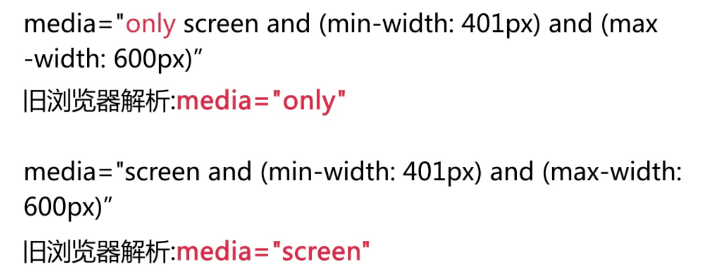 media="only screen and (min-width: 401px) and (max
-width: 600px)”
旧浏览器解析:media="only"
media="screen and (min-width: 401px) and (max-width:
600px)”
旧浏览器解析:media="screen"